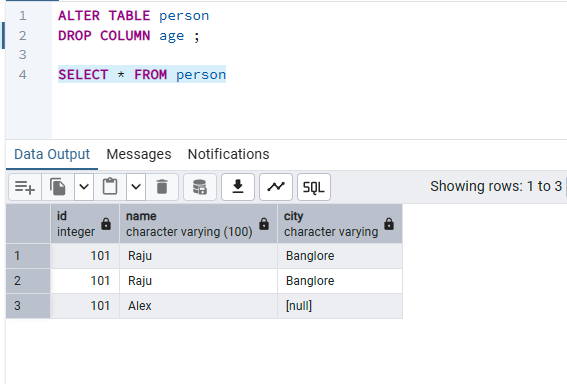 1 ALTER TABLE person
2 DROP COLUMN age ;
3
4 SELECT * FROM person
Data Output Messages Notifications
SQL Showing rows: 1 to 3
id name city
integer character varying (100) character varying
1 101 Raju Banglore
2 101 Raju Banglore
3 101 Alex [null]